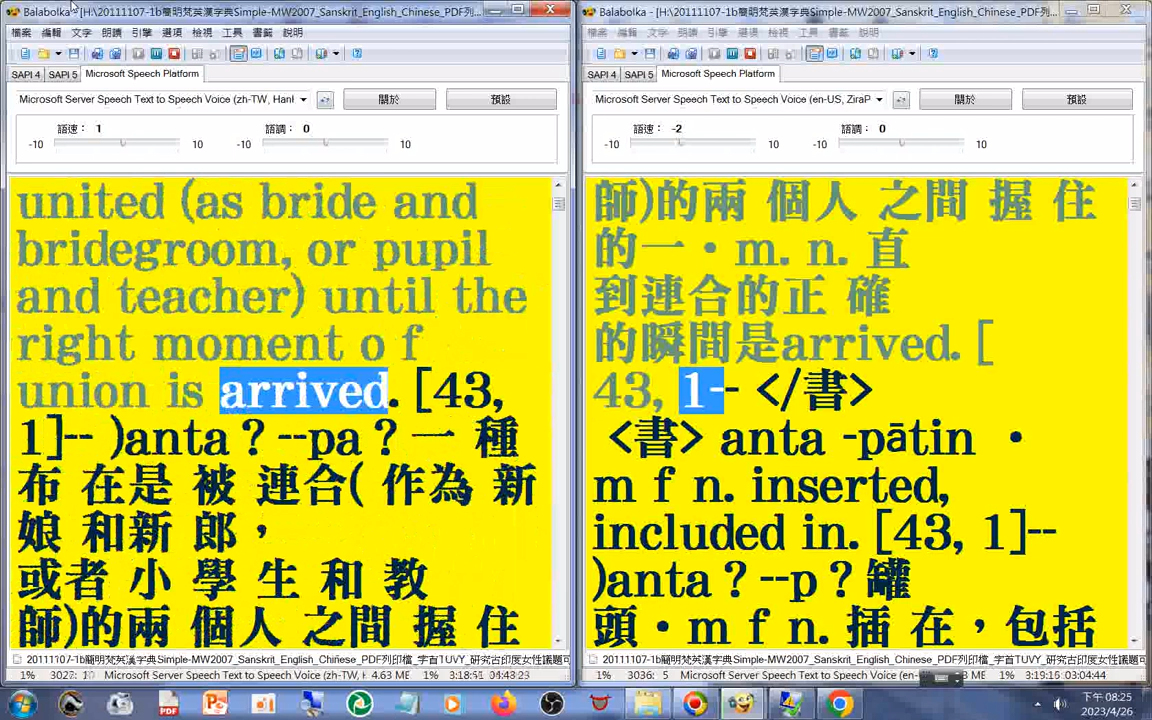 Balabolka - [H:\20111107-1b簡明梵英漢字典Simple-MW2007_Sanskrit_English_Chinese_PDF列...
檔案 編輯 文字 朗讀 引擎 選項 檢視 工具 書籤 說明
SAPI 4 SAPI 5 Microsoft Speech Platform
Microsoft Server Speech Text to Speech Voice (zh-TW, HanH 關於 預設
語速： 1 語調： 0
-10 10 -10 10
united (as bride and
bridegroom, or pupil
and teacher) until the
right moment o f
union is arrived. [43,
1]-- )anta？--pa？一 種
布 在是 被 連合( 作為 新
娘 和新 郎，
或者 小 學 生 和 教
師)的兩 個人 之間 握 住
20111107-1b簡明梵英漢字典Simple-MW2007_Sanskrit_English_Chinese_PDF列印檔_字首TUVY_研究古印度女性議題可
1% 3027: 10 Microsoft Server Speech Text to Speech Voice (zh-TW, H 4.63 MB 1% 3:18:51
Balabolka - [H:\20111107-1b簡明梵英漢字典Simple-MW2007_Sanskrit_English_Chinese_PDF列...
檔案 編輯 文字 朗讀 引擎 選項 檢視 工具 書籤 說明
SAPI 4 SAPI 5 Microsoft Speech Platform
Microsoft Server Speech Text to Speech Voice (en-US, ZiraP 關於 預設
語速： -2 語調： 0
-10 10 -10 10
師)的兩 個人 之間 握 住
的一・m. n. 直
到連合的正 確
的瞬間是arrived. [
43, 1-- </書>
<書> anta -pātin ・
m f n. inserted,
included in. [43, 1]--
)anta？--p？罐
頭・m f n. 插 在，包括
20111107-1b簡明梵英漢字典Simple-MW2007_Sanskrit_English_Chinese_PDF列印檔_字首TUVY_研究古印度女性議題可
1% 3036: 5 Microsoft Server Speech Text to Speech Voice 1% 3:19:15 03:04:44
下午 08:25
2023/4/26